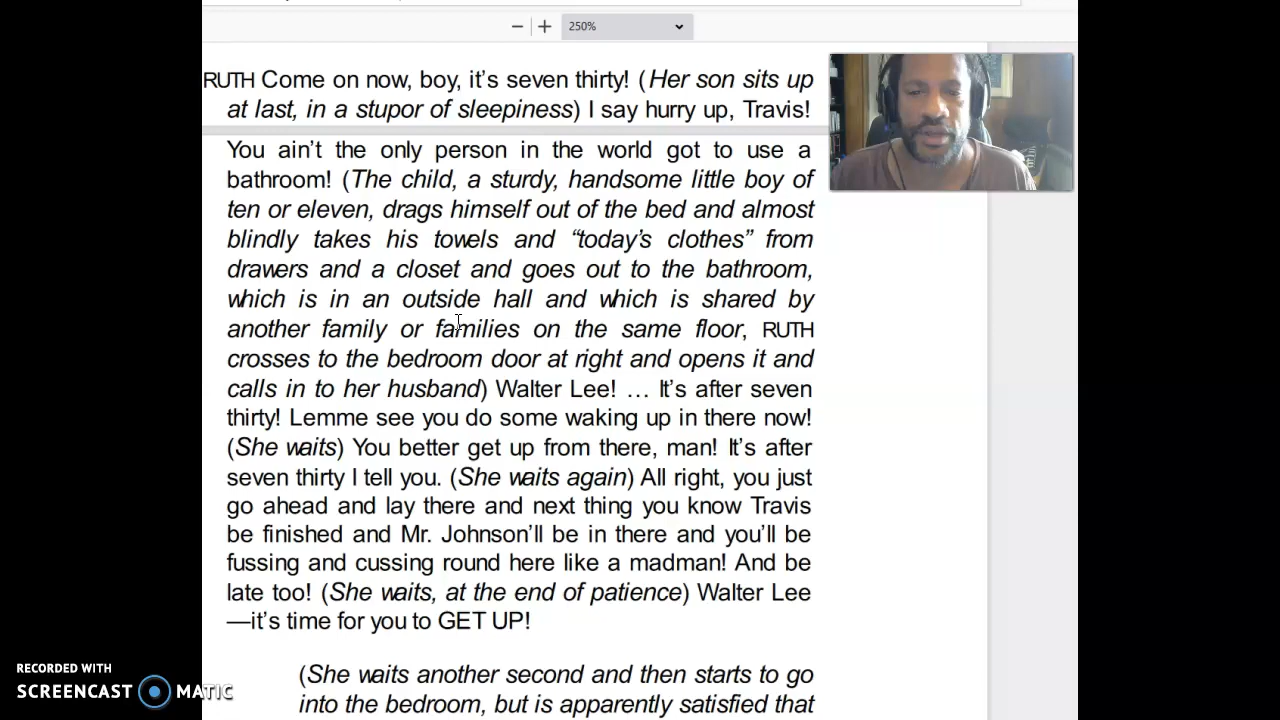 250%
RUTH Come on now, boy, it’s seven thirty! (Her son sits up
at last, in a stupor of sleepiness) I say hurry up, Travis!
You ain’t the only person in the world got to use a
bathroom! (The child, a sturdy, handsome little boy of
ten or eleven, drags himself out of the bed and almost
blindly takes his towels and “today’s clothes” from
drawers and a closet and goes out to the bathroom,
which is in an outside hall and which is shared by
another family or families on the same floor, RUTH
crosses to the bedroom door at right and opens it and
calls in to her husband) Walter Lee! … It’s after seven
thirty! Lemme see you do some waking up in there now!
(She waits) You better get up from there, man! It’s after
seven thirty I tell you. (She waits again) All right, you just
go ahead and lay there and next thing you know Travis
be finished and Mr. Johnson’ll be in there and you’ll be
fussing and cussing round here like a madman! And be
late too! (She waits, at the end of patience) Walter Lee
—it’s time for you to GET UP!
(She waits another second and then starts to go
into the bedroom, but is apparently satisfied that
RECORDED WITH
SCREENCAST MATIC